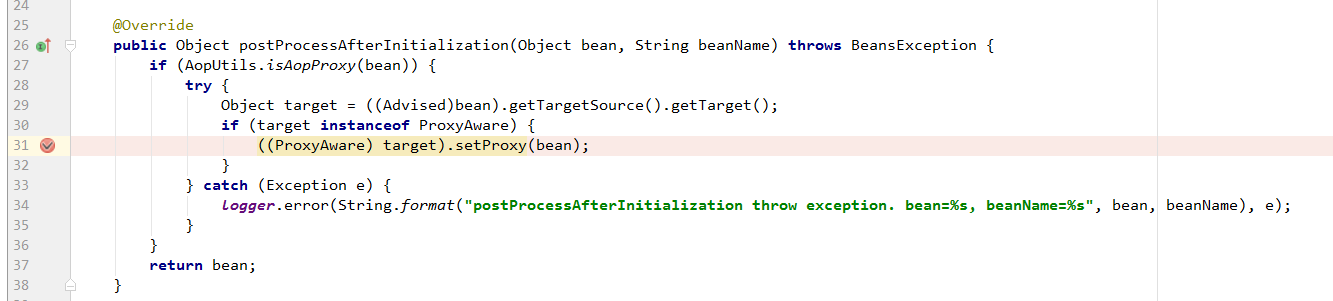 24
25 @Override
26 public Object postProcessAfterInitialization(Object bean, String beanName) throws BeansException {
27 if (AopUtils.isAopProxy(bean)) {
28 try {
29 Object target = ((Advised)bean).getTargetSource().getTarget();
30 if (target instanceof ProxyAware) {
31 ((ProxyAware) target).setProxy(bean);
32 }
33 } catch (Exception e) {
34 logger.error(String.format("postProcessAfterInitialization throw exception. bean=%s, beanName=%s", bean, beanName), e);
35 }
36 }
37 return bean;
38 }